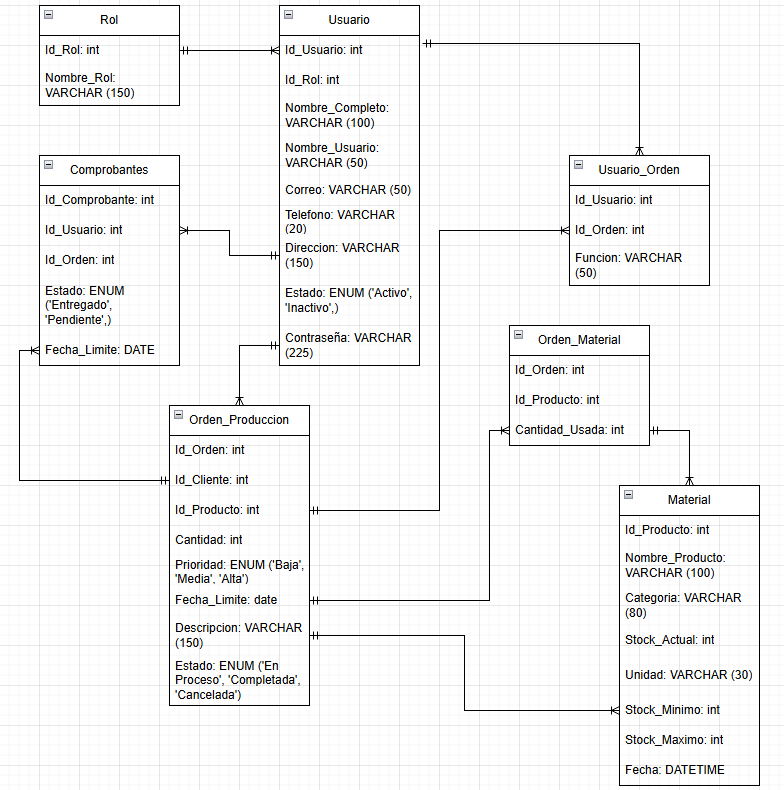 Rol
Id_Rol: int
Nombre_Rol:
VARCHAR (150)
Usuario
Id_Usuario: int
Id_Rol: int
Nombre_Completo:
VARCHAR (100)
Nombre_Usuario:
VARCHAR (50)
Correo: VARCHAR (50)
Telefono: VARCHAR
(20)
Direccion: VARCHAR
(150)
Estado: ENUM ('Activo',
'Inactivo',)
Contraseña: VARCHAR
(225)
Comprobantes
Id_Comprobante: int
Id_Usuario: int
Id_Orden: int
Estado: ENUM
('Entregado',
'Pendiente',)
Fecha_Limite: DATE
Usuario_Orden
Id_Usuario: int
Id_Orden: int
Funcion: VARCHAR
(50)
Orden_Material
Id_Orden: int
Id_Producto: int
Cantidad_Usada: int
Orden_Produccion
Id_Orden: int
Id_Cliente: int
Id_Producto: int
Cantidad: int
Prioridad: ENUM ('Baja',
'Media', 'Alta')
Fecha_Limite: date
Descripcion: VARCHAR
(150)
Estado: ENUM ('En
Proceso', 'Completada',
'Cancelada')
Material
Id_Producto: int
Nombre_Producto:
VARCHAR (100)
Categoria: VARCHAR
(80)
Stock_Actual: int
Unidad: VARCHAR (30)
Stock_Minimo: int
Stock_Maximo: int
Fecha: DATETIME